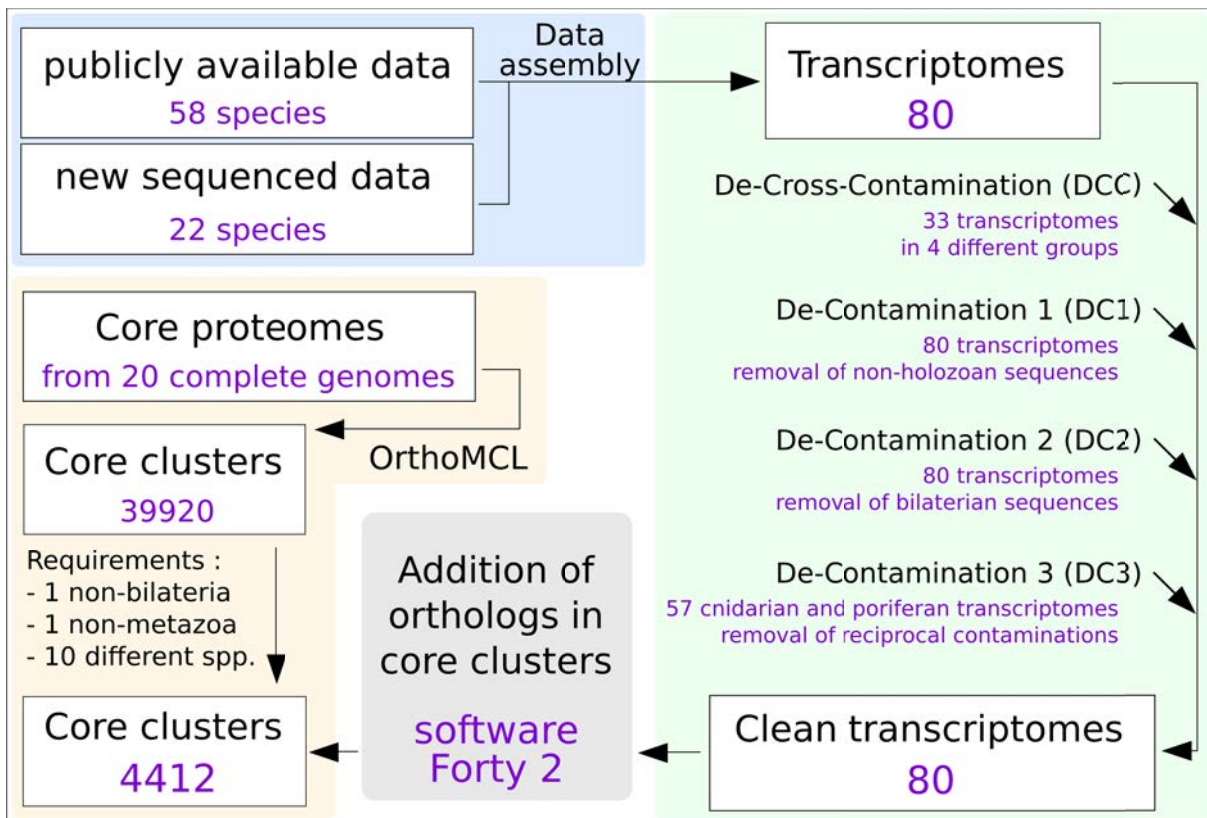 publicly available data
58 species
new sequenced data
22 species
Data
assembly
Transcriptomes
80
De-Cross-Contamination (DCC)
33 transcriptomes
in 4 different groups
De-Contamination 1 (DC1)
80 transcriptomes
removal of non-holozoan sequences
De-Contamination 2 (DC2)
80 transcriptomes
removal of bilaterian sequences
De-Contamination 3 (DC3)
57 cnidarian and poriferan transcriptomes
removal of reciprocal contaminations
Clean transcriptomes
80
Core proteomes
from 20 complete genomes
OrthoMCL
Core clusters
39920
Requirements :
- 1 non-bilateria
- 1 non-metazoa
- 10 different spp.
Core clusters
4412
Addition of
orthologs in
core clusters
software
Forty 2